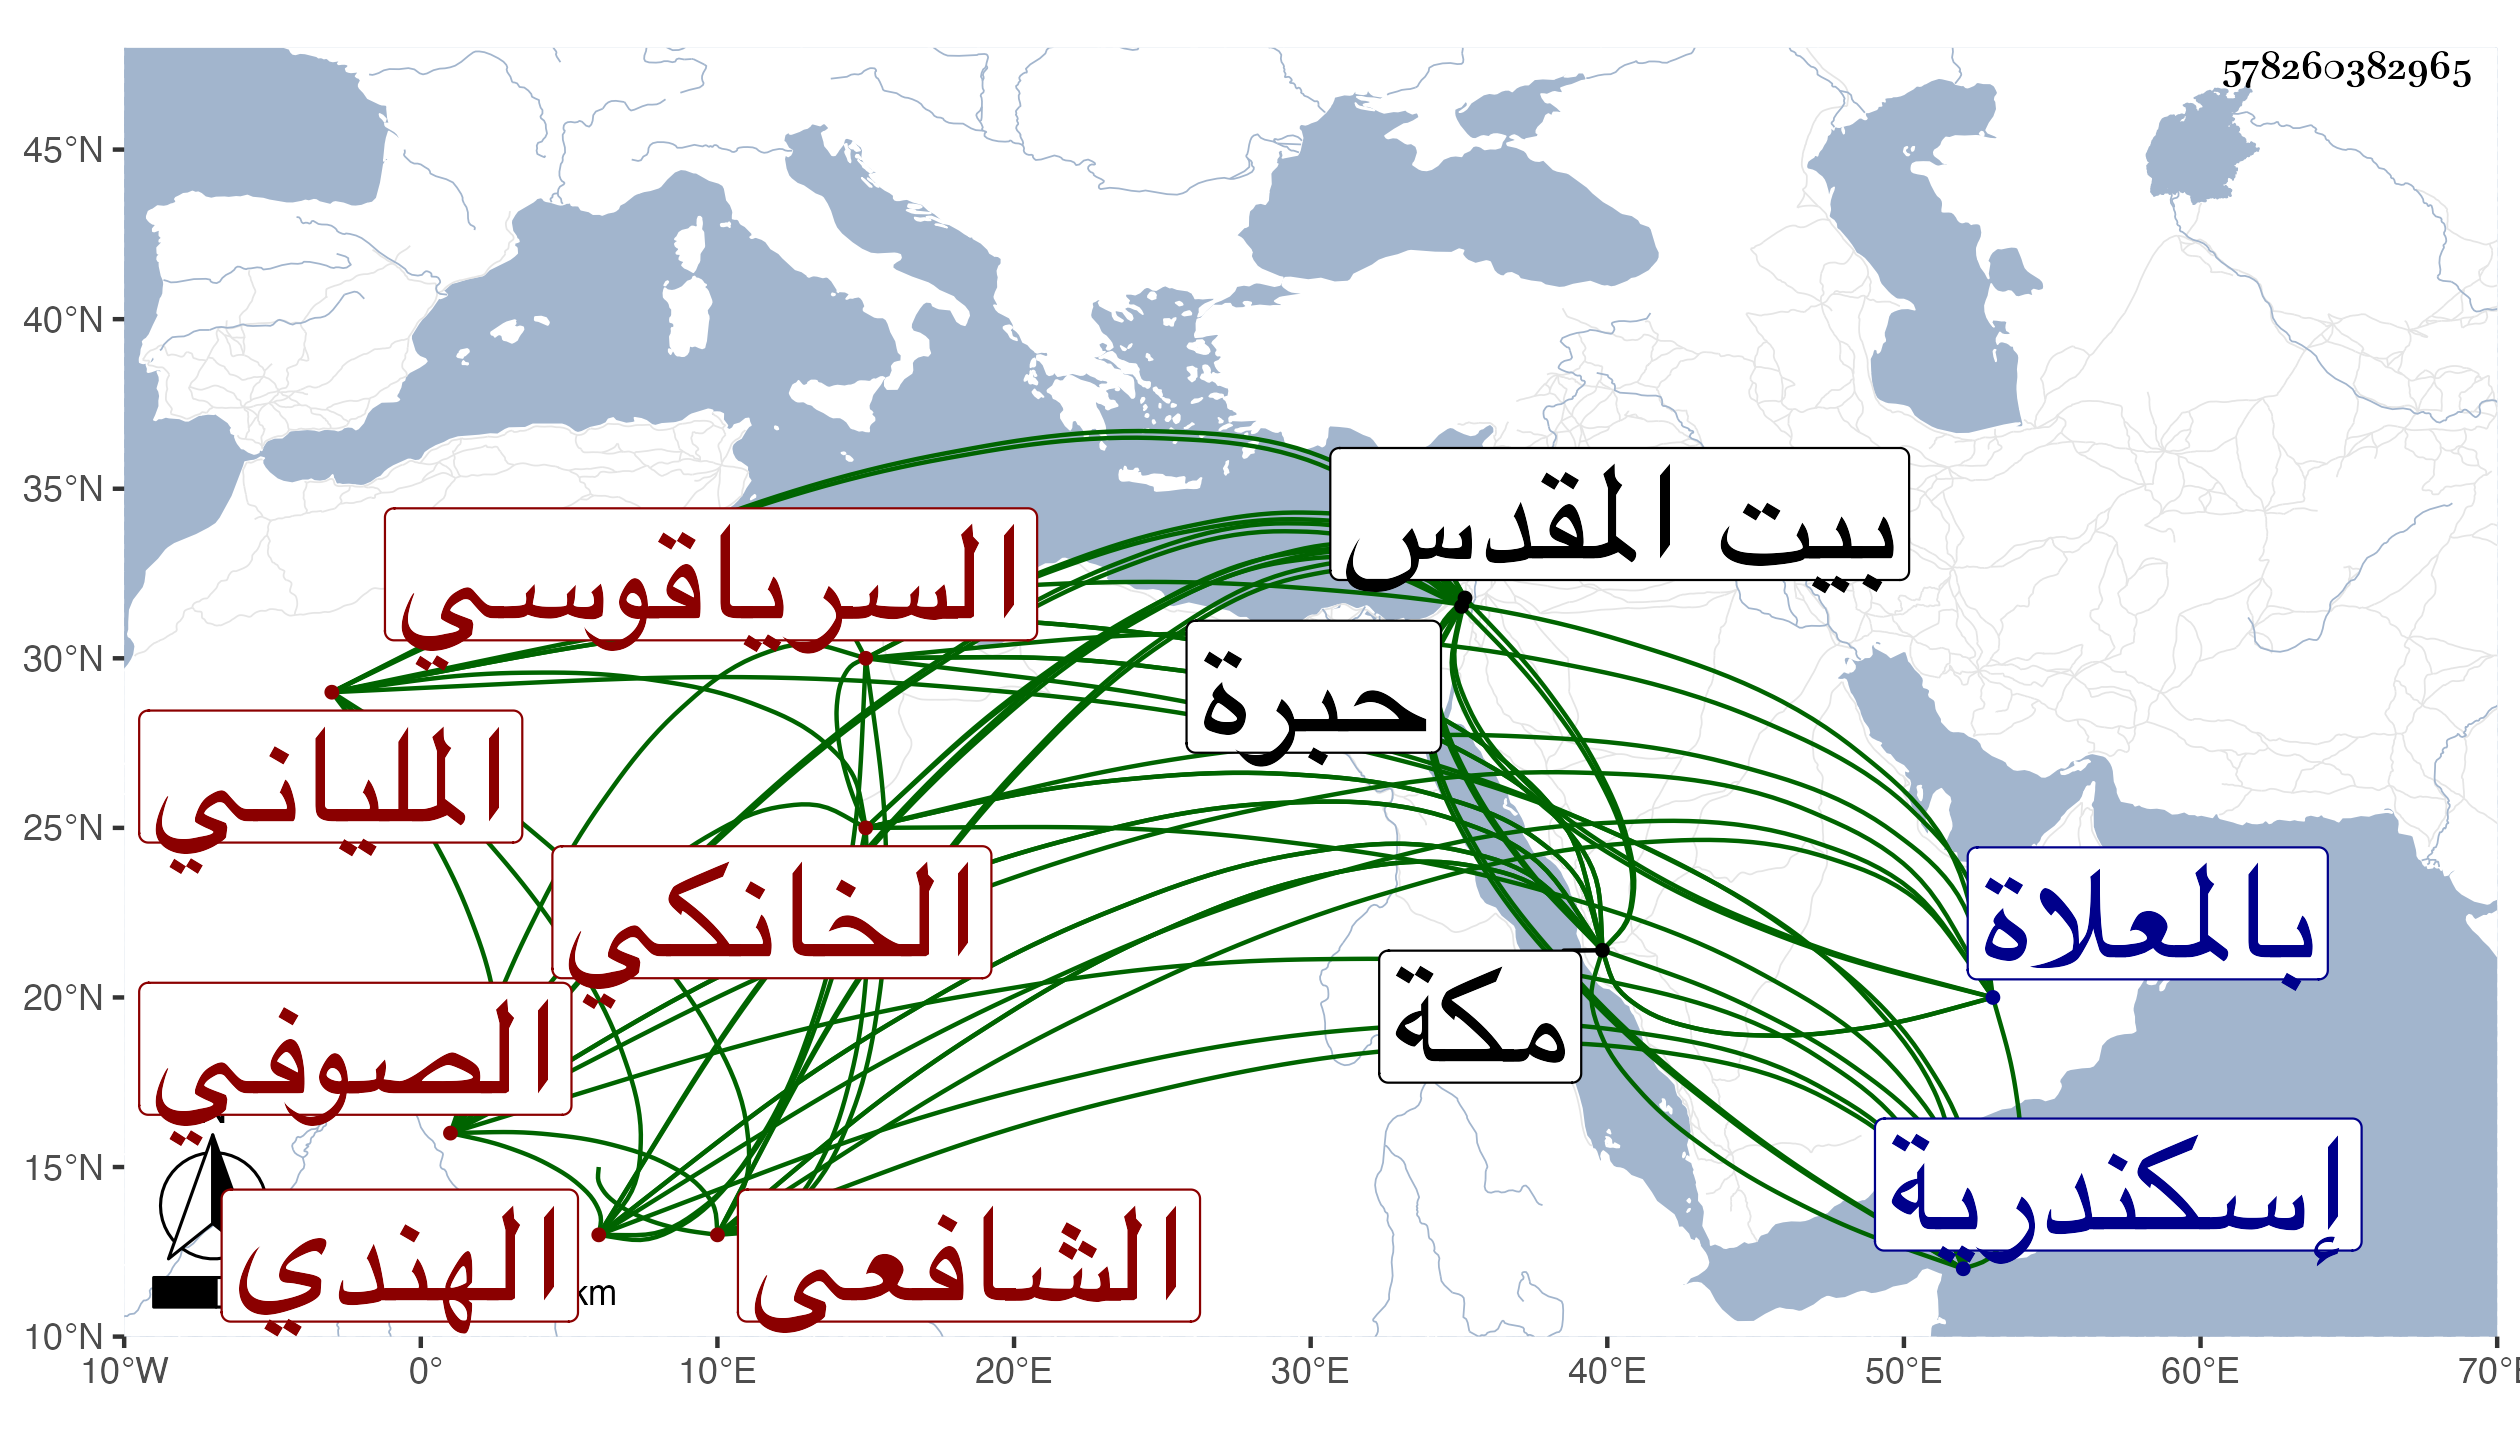 578260382965
45°N
40°N
35°N
30°N
25°N
20°N
15°N
10°N
بيت المقدس
السرياقوسي
حبرة
الملياني
الخانكي
بالمعلاة
مكة
الصوفي
إسكندرية
الهندي
الشافعى
km
10°W 0° 10°E 20°E 30°E 40°E 50°E 60°E 70°E